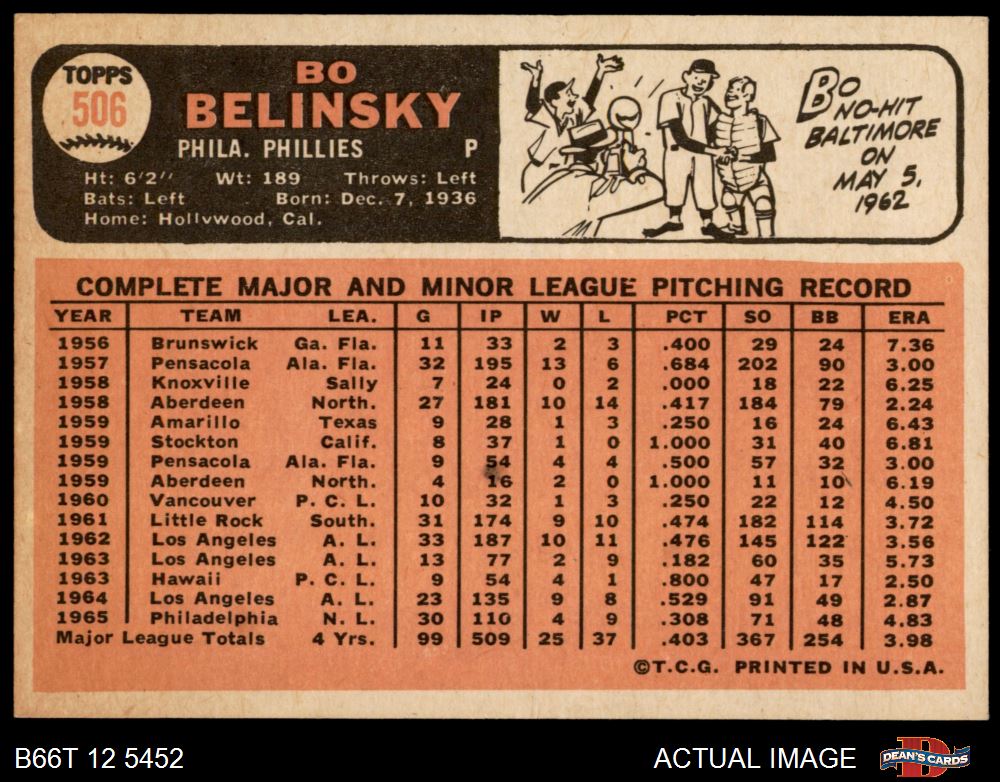 TOPPS
506
BO
BELINSKY
PHILA. PHILLIES P
Ht: 6'2" Wt: 189 Throws: Left
Bats: Left Born: Dec. 7, 1936
Home: Hollywood, Cal.
BO
NO-HIT
BALTIMORE
ON
MAY 5,
1962
COMPLETE MAJOR AND MINOR LEAGUE PITCHING RECORD
YEAR TEAM LEA. G IP W L PCT SO BB ERA
1956 Brunswick Ga. Fla. 11 33 2 3 .400 29 24 7.36
1957 Pensacola Ala. Fla. 32 195 13 6 .684 202 90 3.00
1958 Knoxville Sally 7 24 0 2 .000 18 22 6.25
1958 Aberdeen North. 27 181 10 14 .417 184 79 2.24
1959 Amarillo Texas 9 28 1 3 .250 16 24 6.43
1959 Stockton Calif. 8 37 1 0 1.000 31 40 6.81
1959 Pensacola Ala. Fla. 9 54 4 4 .500 57 32 3.00
1959 Aberdeen North. 4 16 2 0 1.000 11 10 6.19
1960 Vancouver P. C. L. 10 32 1 3 .250 22 12 4.50
1961 Little Rock South. 31 174 9 10 .474 182 114 3.72
1962 Los Angeles A. L. 33 187 10 11 .476 145 122 3.56
1963 Los Angeles A. L. 13 77 2 9 .182 60 35 5.73
1963 Hawaii P. C. L. 9 54 4 1 .800 47 17 2.50
1964 Los Angeles A. L. 23 135 9 8 .529 91 49 2.87
1965 Philadelphia N. L. 30 110 4 9 .308 71 48 4.83
Major League Totals 4 Yrs. 99 509 25 37 .403 367 254 3.98
©T.C.G. PRINTED IN U.S.A.
B66T 12 5452 ACTUAL IMAGE DEAN'S CARDS